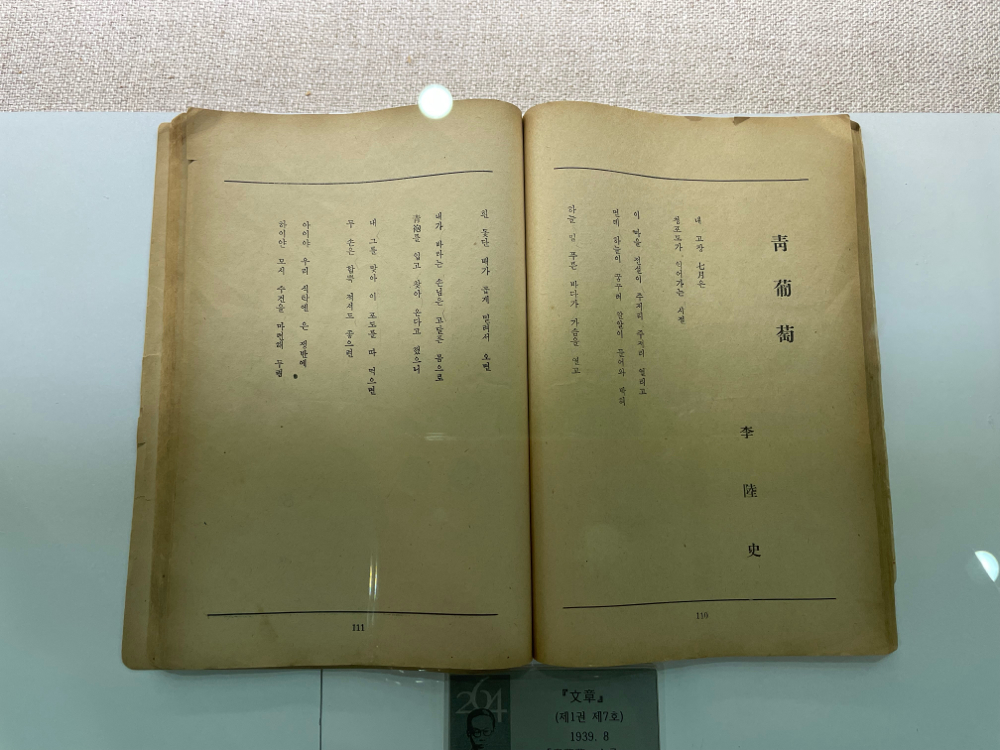 靑葡萄
李陸史
내 고장 七月은
청포도가 익어가는 시절
이 마을 전설이 주저리 주저리 열리고
먼데 하늘이 꿈꾸려 알알이 들어와 박혀
하늘 밑 푸른 바다가 가슴을 열고
110
흰 돛단 배가 곱게 밀려서 오면
내가 바라는 손님은 고달픈 몸으로
靑袍를 입고 찾아 온다고 했으니
내 그를 맞아 이 포도를 따 먹으면
두 손은 함뿍 적셔도 좋으련
아이야 우리 식탁엔 은 쟁반에
하이얀 모시 수건을 마련해 두렴
111
264
『文章』
(제1권 제7호)
1939. 8